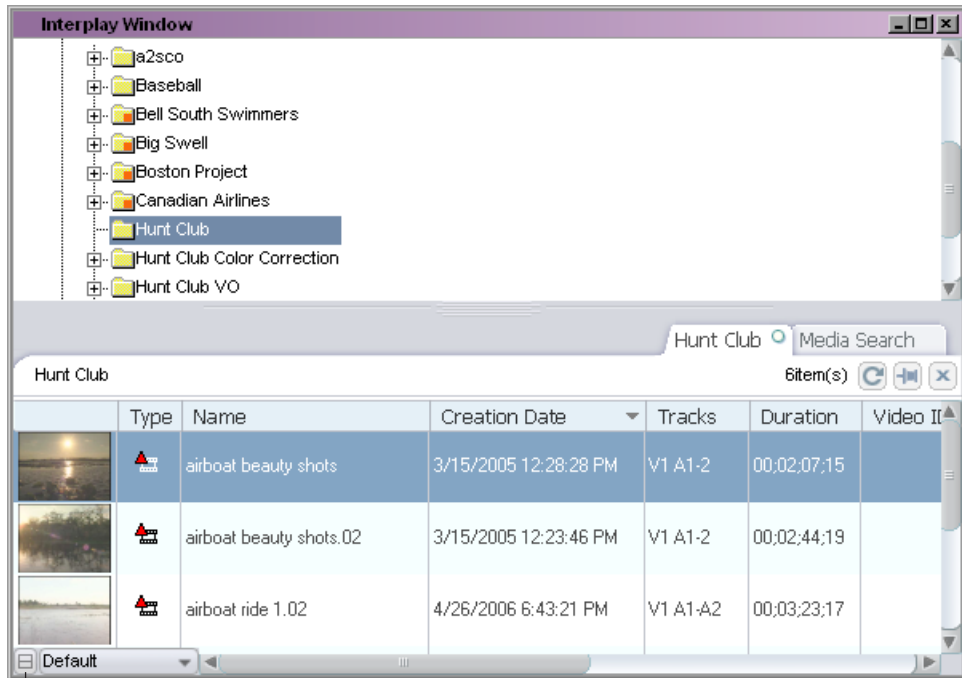 Interplay Window
a2sco
Baseball
Bell South Swimmers
Big Swell
Boston Project
Canadian Airlines
Hunt Club
Hunt Club Color Correction
Hunt Club VO
Hunt Club Media Search
Hunt Club 6item(s)
Type Name Creation Date Tracks Duration Video ID
airboat beauty shots 3/15/2005 12:28:28 PM V1 A1-2 00;02;07;15
airboat beauty shots.02 3/15/2005 12:23:46 PM V1 A1-2 00;02;44;19
airboat ride 1.02 4/26/2006 6:43:21 PM V1 A1-A2 00;03;23;17
Default